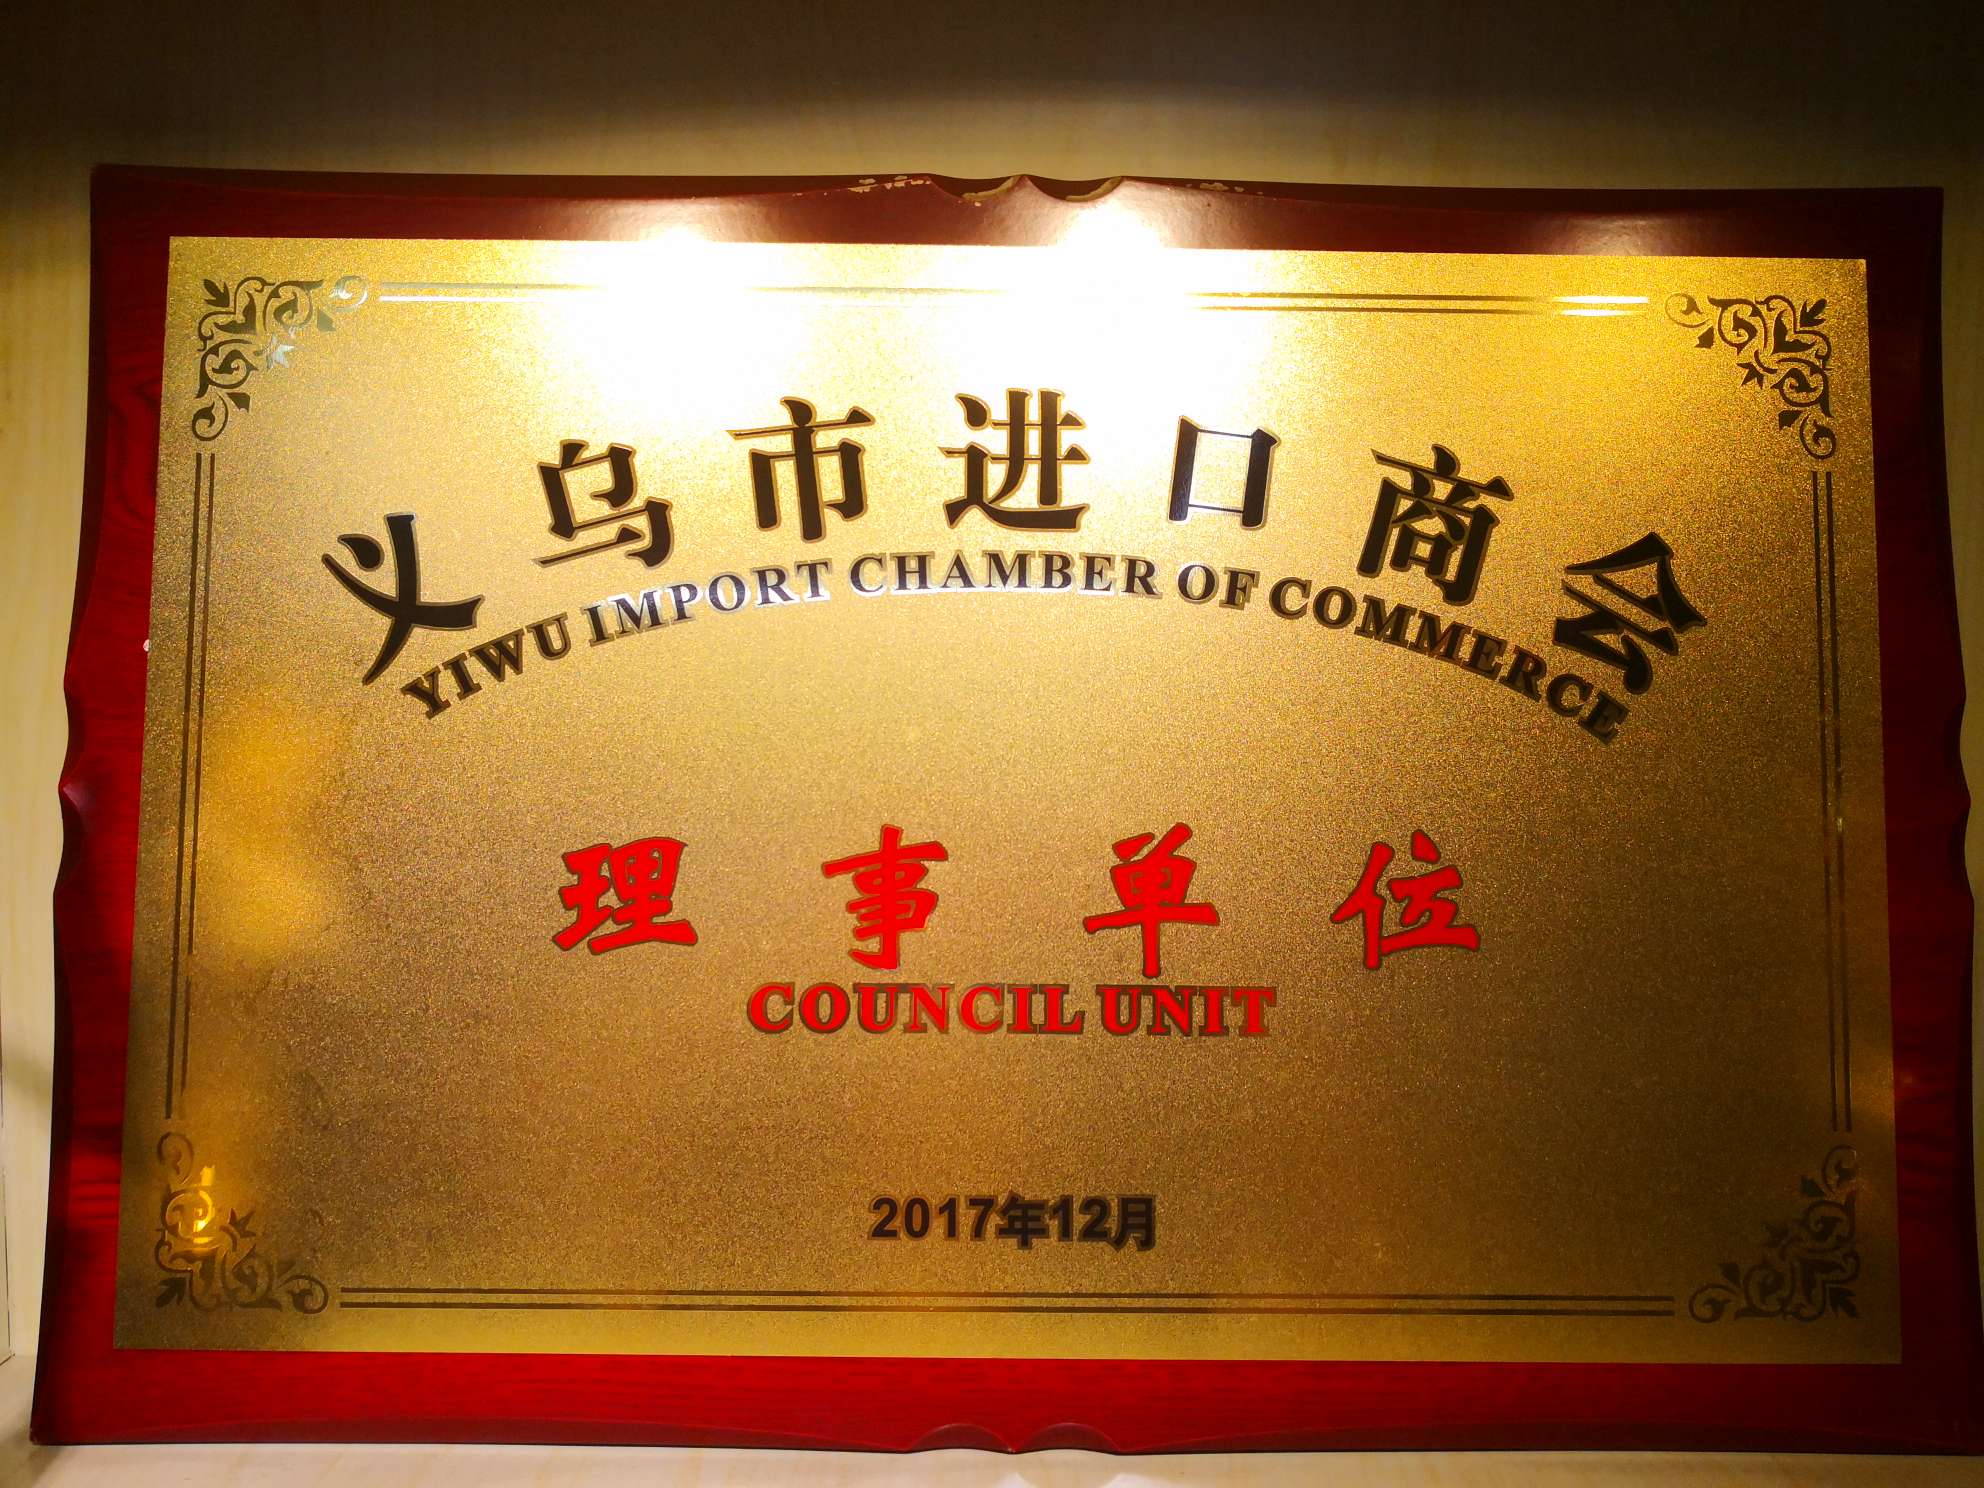 义乌市进口商会
YIWU IMPORT CHAMBER OF COMMERCE
理事单位
COUNCIL UNIT
2017年12月